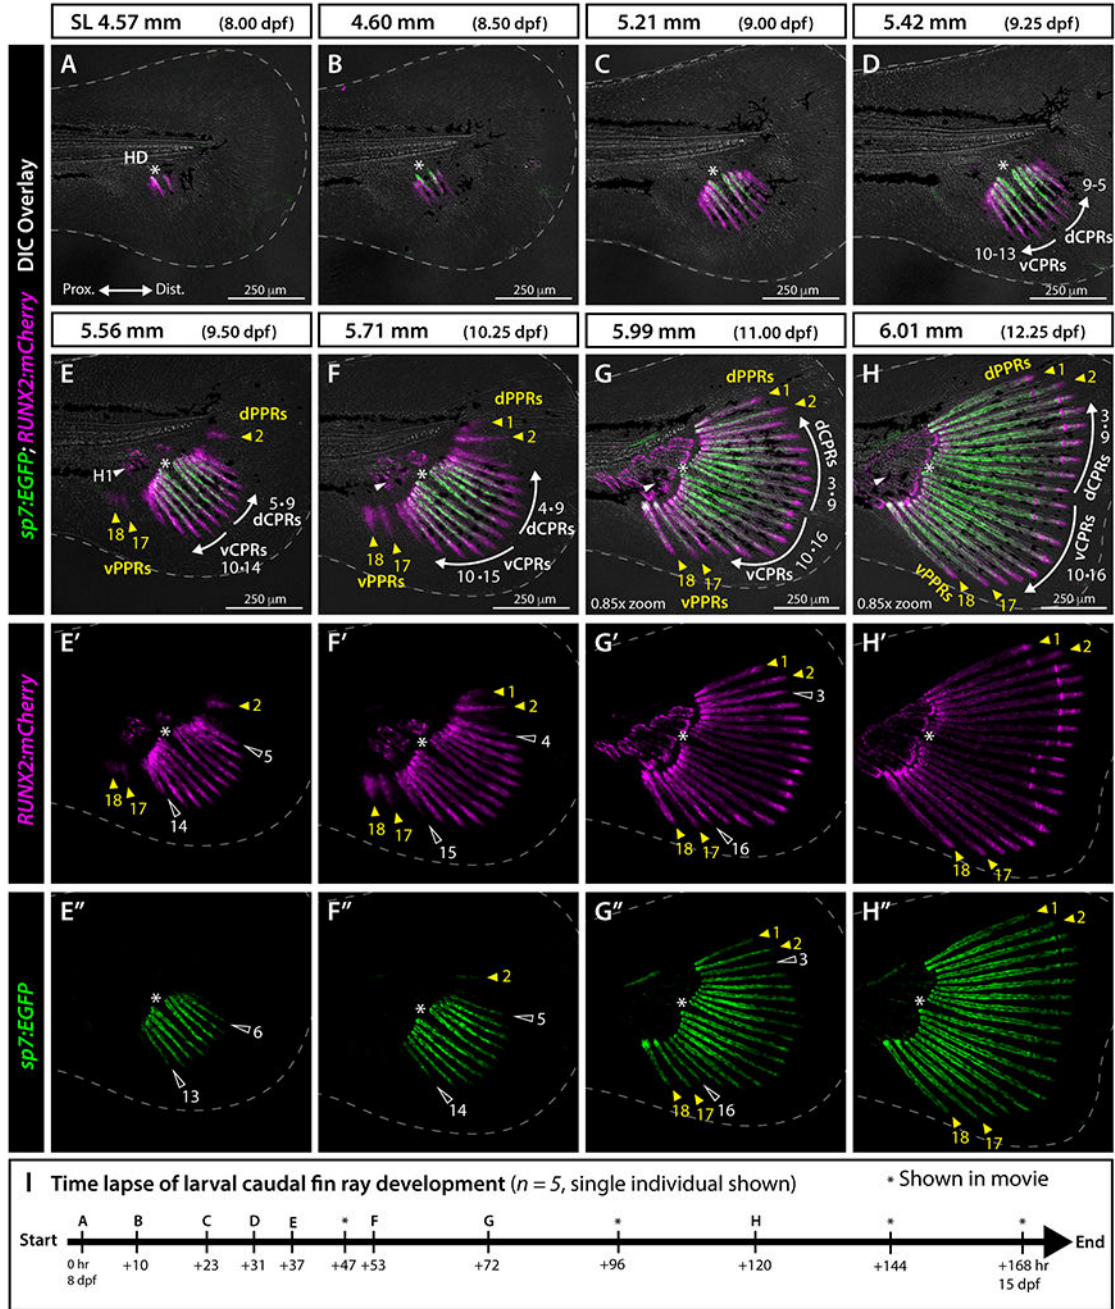 SL 4.57 mm (8.00 dpf)
4.60 mm (8.50 dpf)
5.21 mm (9.00 dpf)
5.42 mm (9.25 dpf)
sp7:EGFP; RUNX2:mCherry DIC Overlay
A
HD
*
Prox. Dist.
250 µm
B
*
250 µm
C
*
250 µm
D
*
9-5
dCPRs
10-13
vCPRs
250 µm
5.56 mm (9.50 dpf)
5.71 mm (10.25 dpf)
5.99 mm (11.00 dpf)
6.01 mm (12.25 dpf)
E
dPPRs
2
H1
*
5•9
dCPRs
18 17
vPPRs
vCPRs
10•14
250 µm
F
dPPRs
1
2
*
4•9
dCPRs
18 17
vPPRs
10•15
vCPRs
250 µm
G
dPPRs
1
2
dCPRs
3•9
*
10•16
vCPRs
18 17
vPPRs
0.85x zoom
250 µm
H
dPPRs
1
2
3•9
dCPRs
*
vCPRs
10•16
vPPRs
18 17
0.85x zoom
250 µm
RUNX2:mCherry
E'
2
*
5
18 17
14
F'
1
2
*
4
18 17
15
G'
1
2
3
*
18 17 16
H'
1
2
*
18 17
sp7:EGFP
E"
*
6
13
F"
2
*
5
14
G"
1
2
3
*
18 17 16
H"
1
2
*
18 17
I Time lapse of larval caudal fin ray development (n = 5, single individual shown)
* Shown in movie
A B C D E * F G * H * *
Start End
0 hr +10 +23 +31 +37 +47 +53 +72 +96 +120 +144 +168 hr
8 dpf 15 dpf